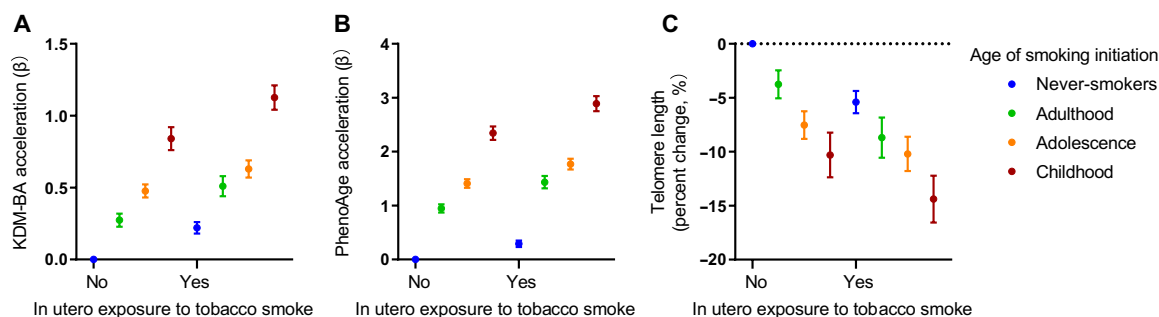 A
KDM-BA acceleration (β)
1.5
1.0
0.5
0.0
No
Yes
In utero exposure to tobacco smoke
B
PhenoAge acceleration (β)
4
3
2
1
0
No
Yes
In utero exposure to tobacco smoke
C
Telomere length
(percent change, %)
0
−5
−10
−15
−20
No
Yes
In utero exposure to tobacco smoke
Age of smoking initiation
Never-smokers
Adulthood
Adolescence
Childhood